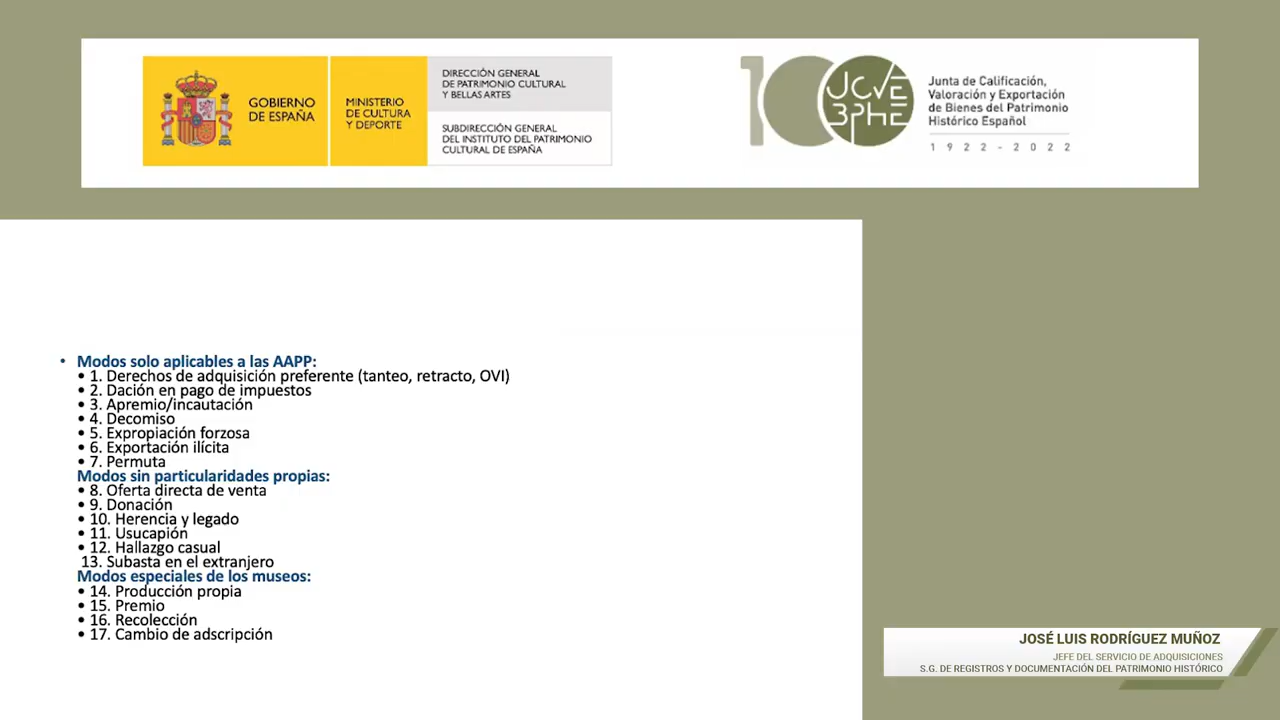 GOBIERNO
DE ESPAÑA
MINISTERIO
DE CULTURA
Y DEPORTE
DIRECCIÓN GENERAL
DE PATRIMONIO CULTURAL
Y BELLAS ARTES
SUBDIRECCIÓN GENERAL
DEL INSTITUTO DEL PATRIMONIO
CULTURAL DE ESPAÑA
100
JCVE
BPHE
Junta de Calificación,
Valoración y Exportación
de Bienes del Patrimonio
Histórico Español
1922-2022
• Modos solo aplicables a las AAPP:
• 1. Derechos de adquisición preferente (tanteo, retracto, OVI)
• 2. Dación en pago de impuestos
• 3. Apremio/incautación
• 4. Decomiso
• 5. Expropiación forzosa
• 6. Exportación ilícita
• 7. Permuta
Modos sin particularidades propias:
• 8. Oferta directa de venta
• 9. Donación
• 10. Herencia y legado
• 11. Usucapión
• 12. Hallazgo casual
13. Subasta en el extranjero
Modos especiales de los museos:
• 14. Producción propia
• 15. Premio
• 16. Recolección
• 17. Cambio de adscripción
JOSÉ LUIS RODRÍGUEZ MUÑOZ
JEFE DEL SERVICIO DE ADQUISICIONES
S.G. DE REGISTROS Y DOCUMENTACIÓN DEL PATRIMONIO HISTÓRICO